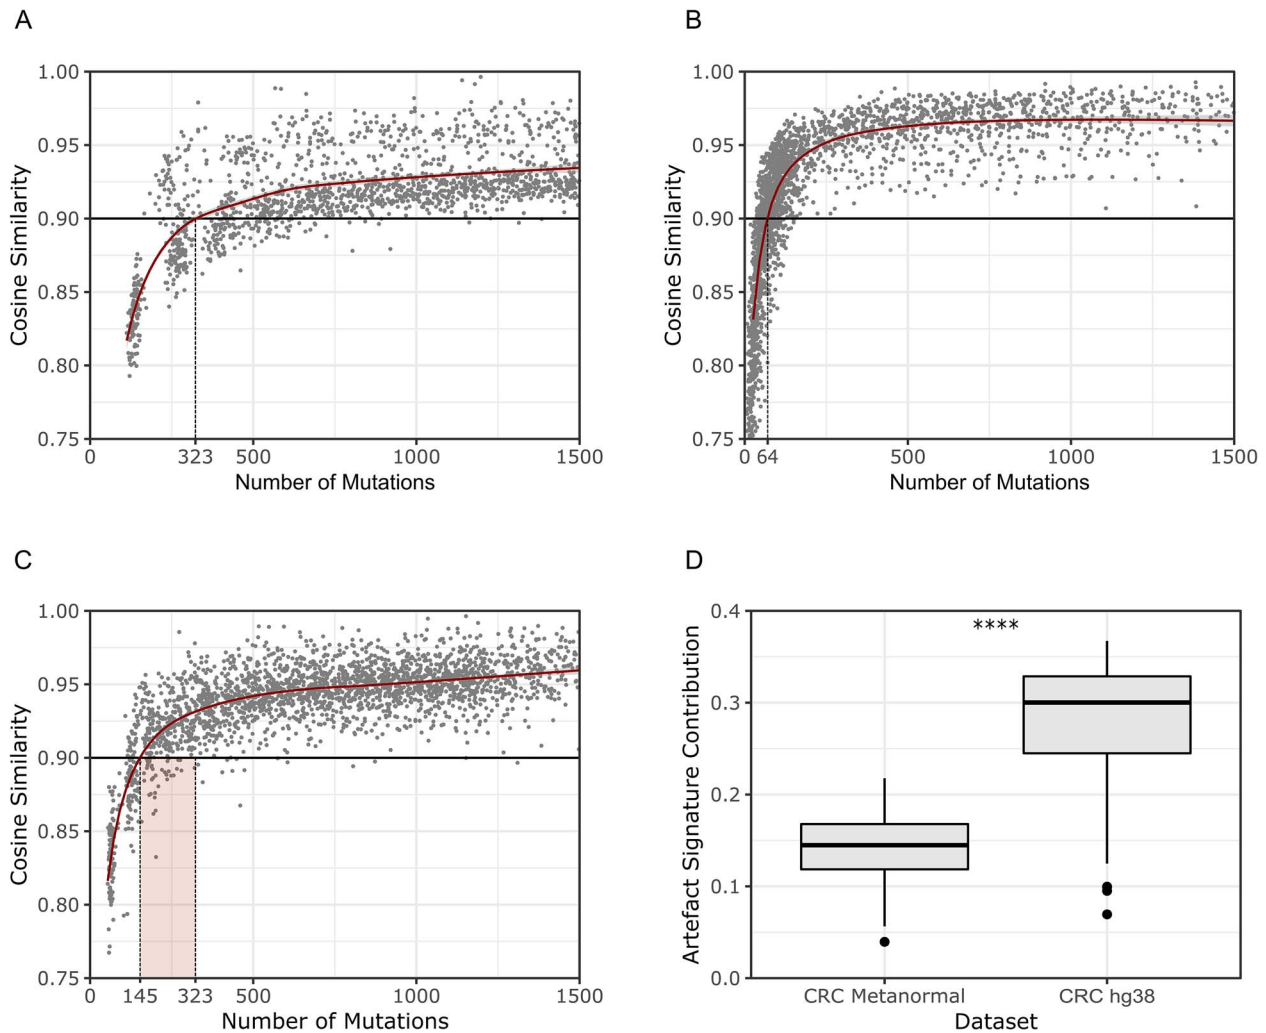 A
Cosine Similarity
1.00
0.95
0.90
0.85
0.80
0.75
0 323 500 1000 1500
Number of Mutations
B
Cosine Similarity
1.00
0.95
0.90
0.85
0.80
0.75
0 64 500 1000 1500
Number of Mutations
C
Cosine Similarity
1.00
0.95
0.90
0.85
0.80
0.75
0 145 323 500 1000 1500
Number of Mutations
D
Artefact Signature Contribution
0.4
0.3
0.2
0.1
0.0
****
CRC Metanormal CRC hg38
Dataset